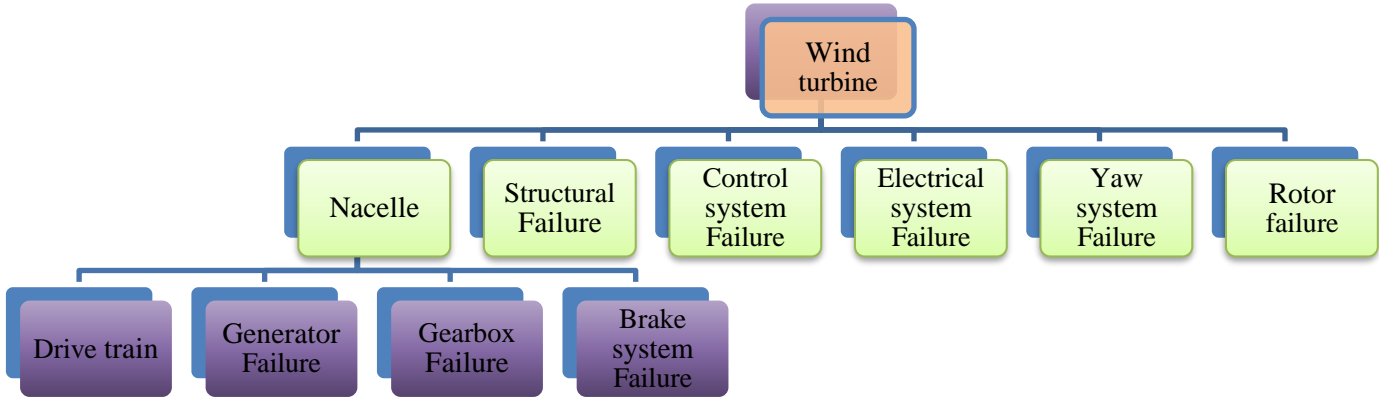 Wind
turbine
Nacelle
Structural
Failure
Control
system
Failure
Electrical
system
Failure
Yaw
system
Failure
Rotor
failure
Drive train
Generator
Failure
Gearbox
Failure
Brake
system
Failure